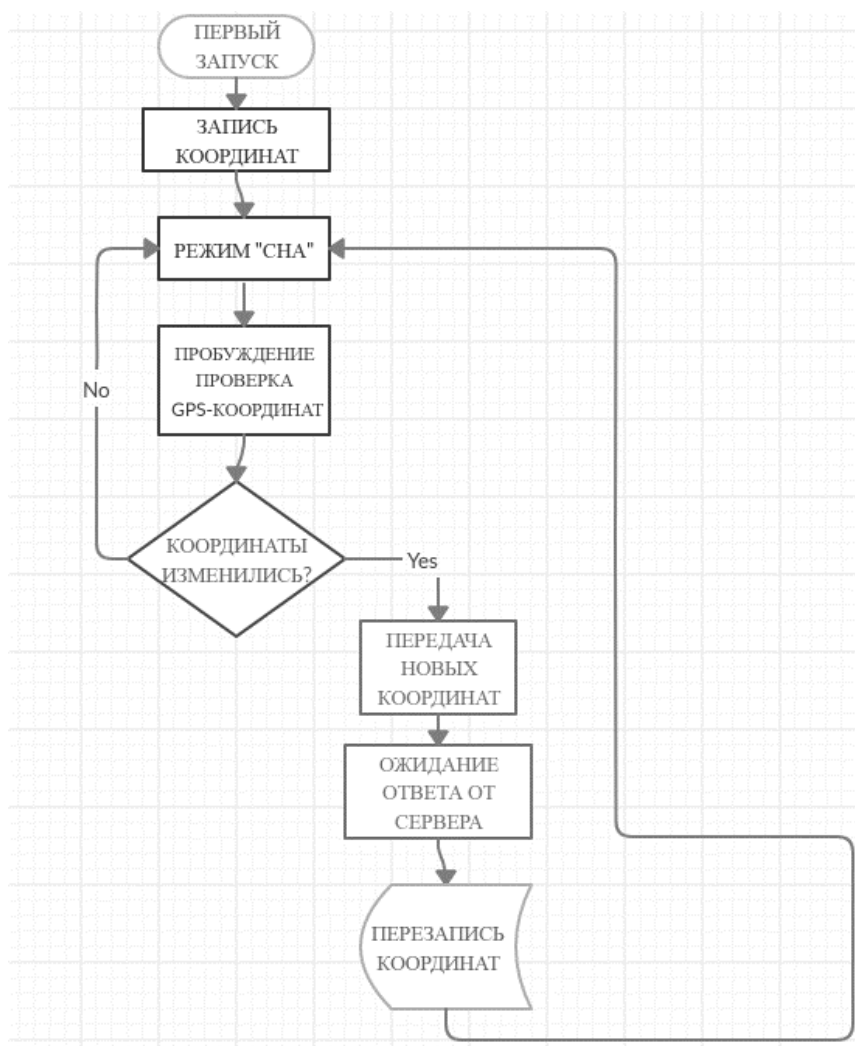 ПЕРВЫЙ
ЗАПУСК
ЗАПИСЬ
КООРДИНАТ
РЕЖИМ "СНА"
ПРОБУЖДЕНИЕ
ПРОВЕРКА
GPS-КООРДИНАТ
No
КООРДИНАТЫ
ИЗМЕНИЛИСЬ?
Yes
ПЕРЕДАЧА
НОВЫХ
КООРДИНАТ
ОЖИДАНИЕ
ОТВЕТА ОТ
СЕРВЕРА
ПЕРЕЗАПИСЬ
КООРДИНАТ